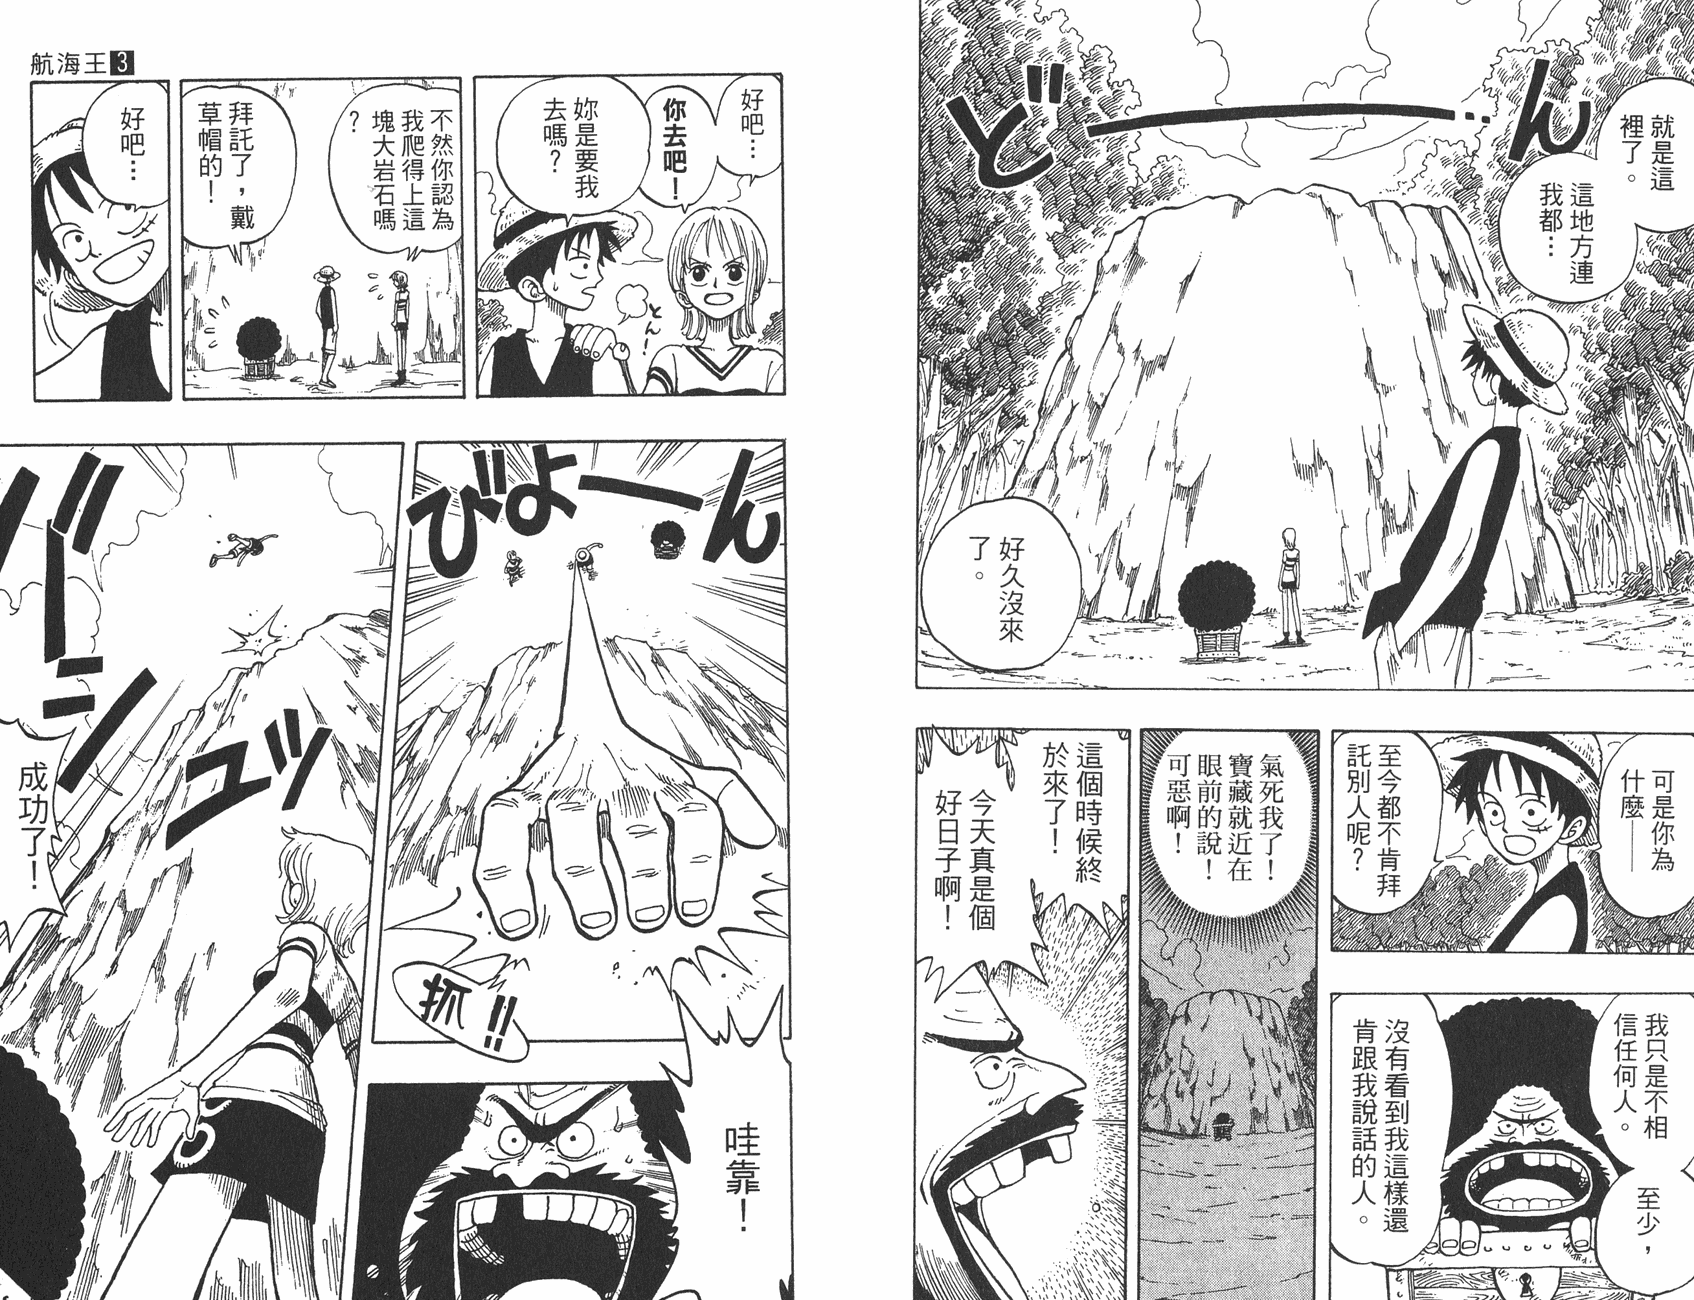 就是這
裡了。
這地方連
我都…
ど
ーーん
好久沒來
了。
可是你為
什麼——
至今都不肯拜
託別人呢？
我只是不相
信任何人。
至少，
沒有看到我這樣還
肯跟我說話的人。
氣死我了！
寶藏就近在
眼前的說！
可惡啊！
這個時候終
於來了！
今天真是個
好日子啊！
航海王3
好吧…
你去吧！
妳是要我
去嗎？
とん…
不然你認為
我爬得上這
塊大岩石嗎
？
拜託了，戴
草帽的！
好吧…
びよーん
抓!!
バシーッ
ユッ
成功了！
哇靠！